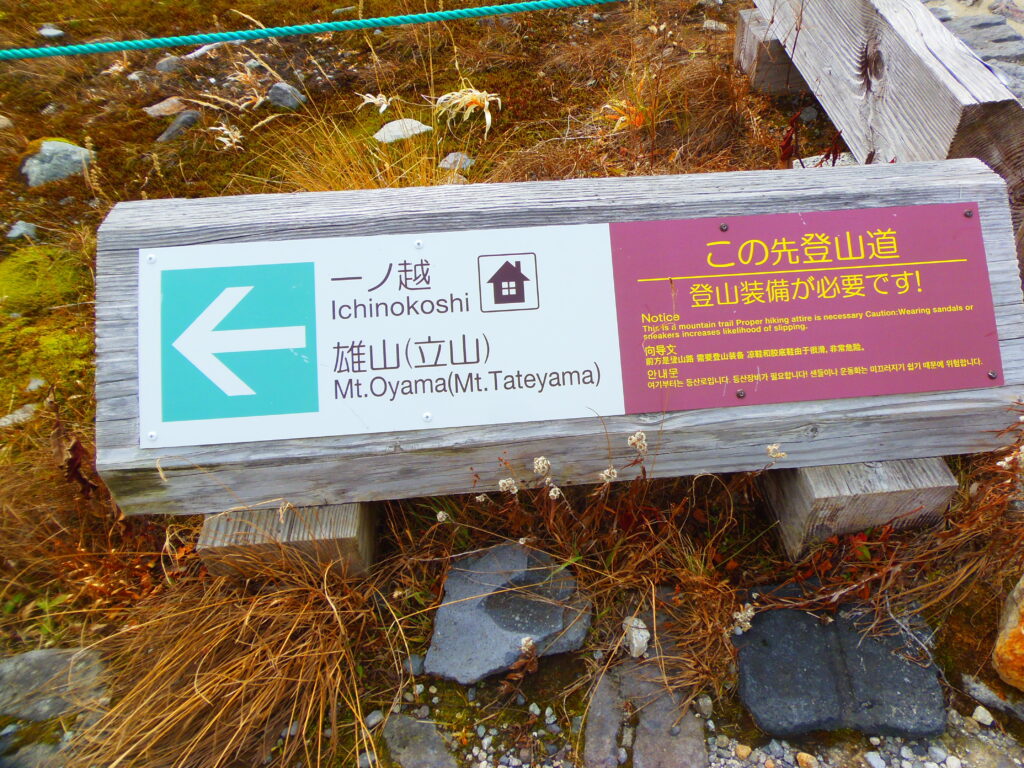 一ノ越
Ichinokoshi
雄山(立山)
Mt.Oyama(Mt.Tateyama)
この先登山道
登山装備が必要です!
Notice
This is a mountain trail Proper hiking attire is necessary Caution:Wearing sandals or
sneakers increases likelihood of slipping.
向导文
前方是登山路 需要登山装备 凉鞋和胶底鞋由于很滑, 非常危险。
안내문
여기부터는 등산로입니다. 등산장비가 필요합니다! 샌들이나 운동화는 미끄러지기 쉽기 때문에 위험합니다.